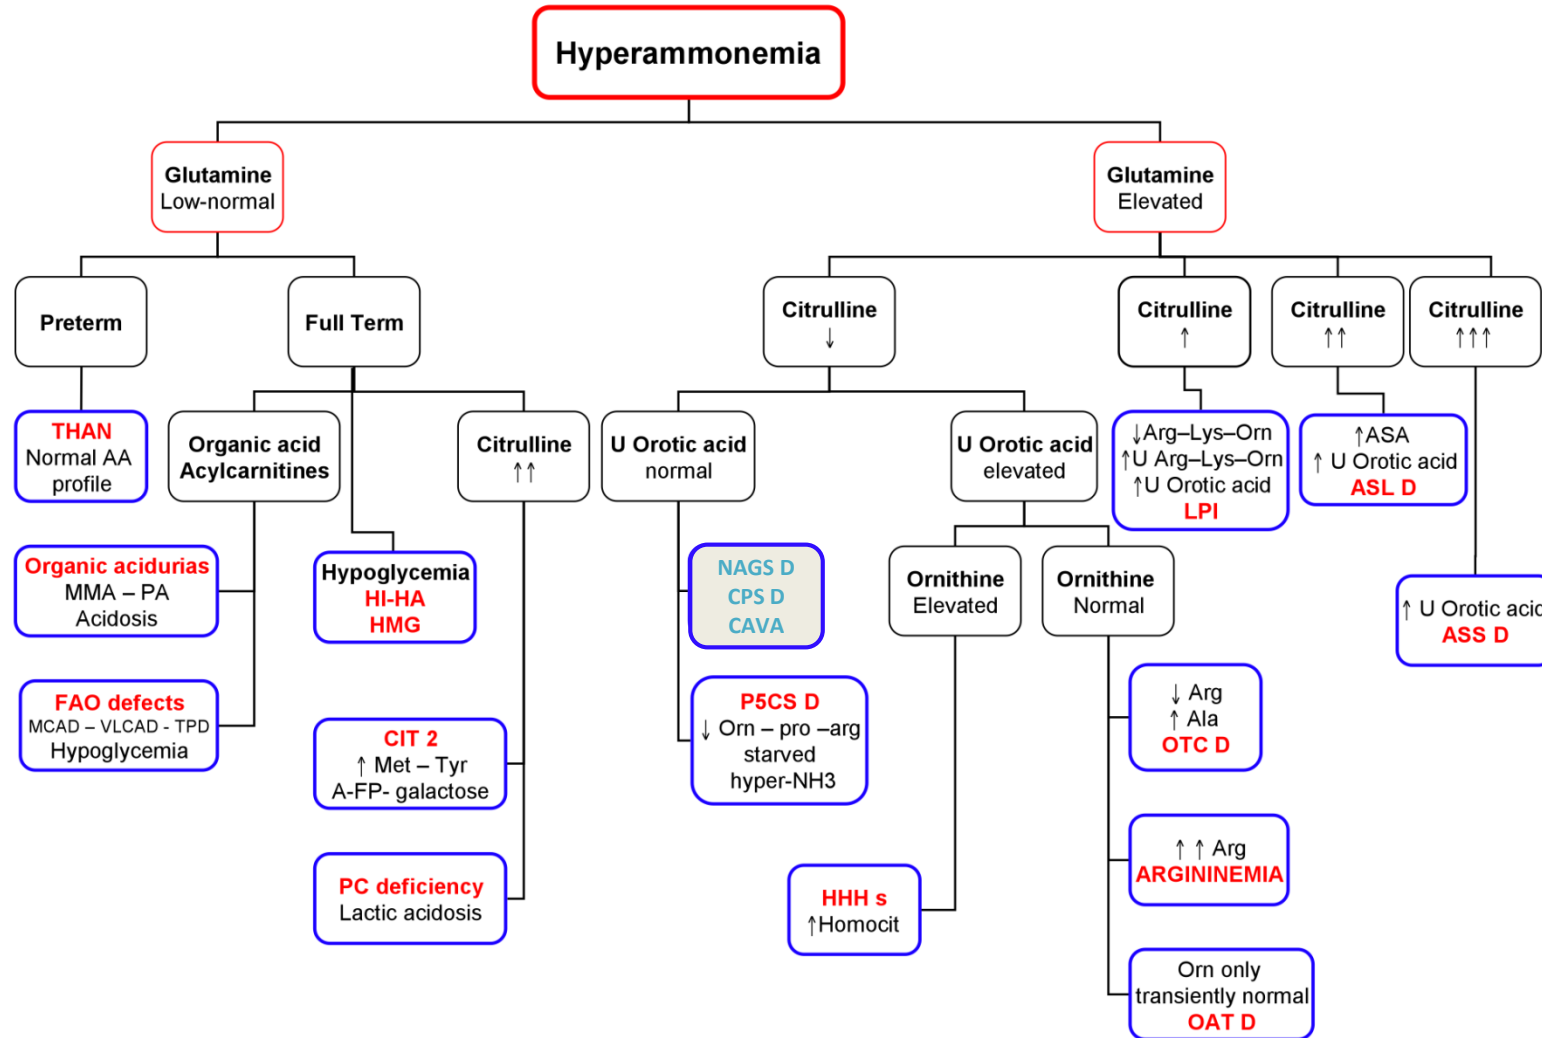 Hyperammonemia
Glutamine
Low-normal
Glutamine
Elevated
Preterm
Full Term
Citrulline
↓
Citrulline
↑
Citrulline
↑↑
Citrulline
↑↑↑
THAN
Normal AA
profile
Organic acid
Acylcarnitines
Citrulline
↑↑
U Orotic acid
normal
U Orotic acid
elevated
↓Arg–Lys–Orn
↑U Arg–Lys–Orn
↑U Orotic acid
LPI
↑ASA
↑ U Orotic acid
ASL D
Organic acidurias
MMA – PA
Acidosis
Hypoglycemia
HI-HA
HMG
NAGS D
CPS D
CAVA
Ornithine
Elevated
Ornithine
Normal
↑ U Orotic acid
ASS D
FAO defects
MCAD – VLCAD - TPD
Hypoglycemia
CIT 2
↑ Met – Tyr
A-FP- galactose
P5CS D
↓ Orn – pro –arg
starved
hyper-NH3
↓ Arg
↑ Ala
OTC D
PC deficiency
Lactic acidosis
HHH s
↑Homocit
↑ ↑ Arg
ARGININEMIA
Orn only
transiently normal
OAT D